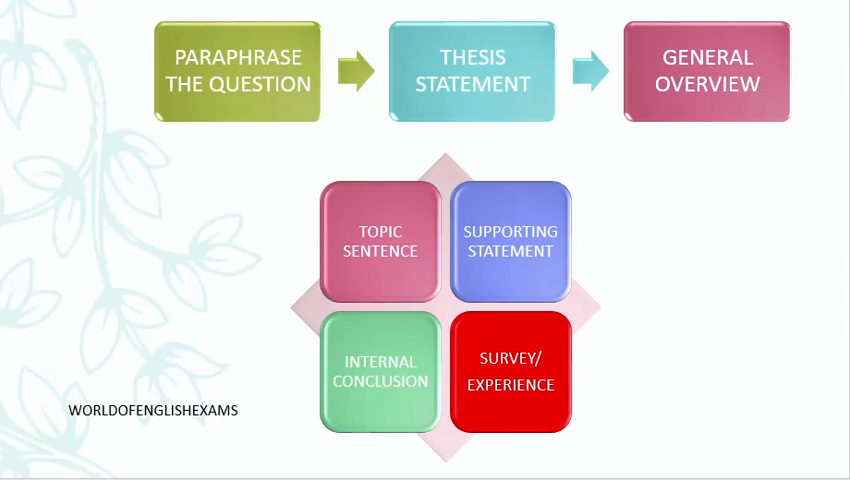 PARAPHRASE
THE QUESTION
THESIS
STATEMENT
GENERAL
OVERVIEW
TOPIC
SENTENCE
SUPPORTING
STATEMENT
INTERNAL
CONCLUSION
SURVEY/
EXPERIENCE
WORLDOFENGLISHEXAMS